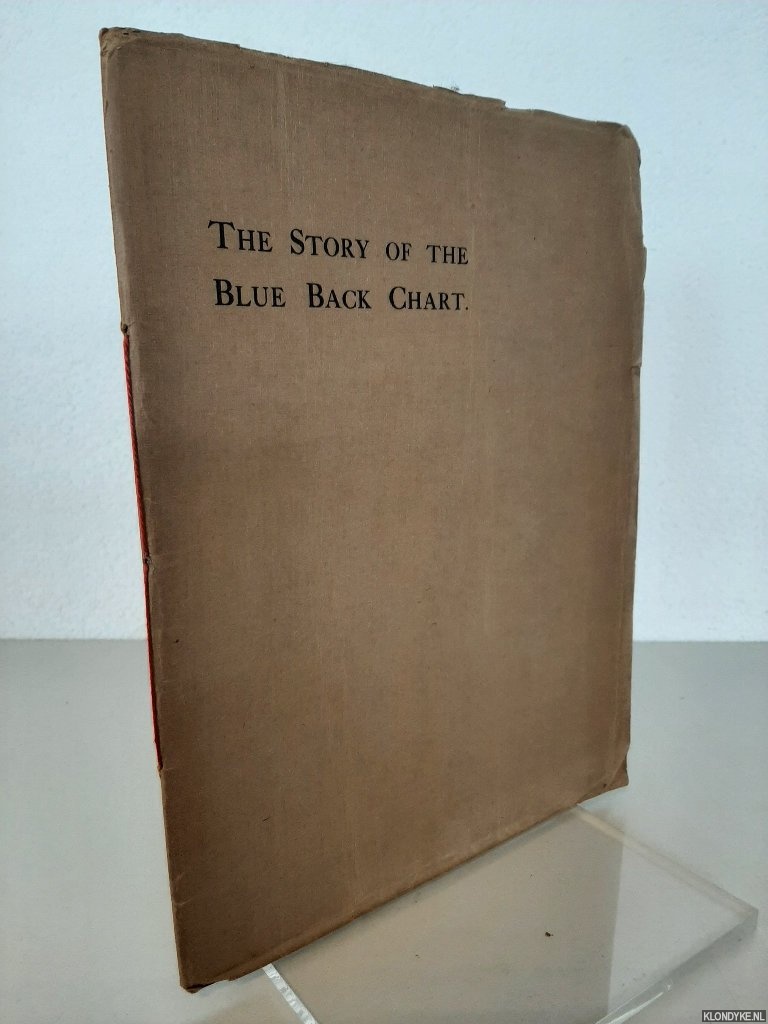 The Story of the
Blue Back Chart.
KLONDYKE.NL